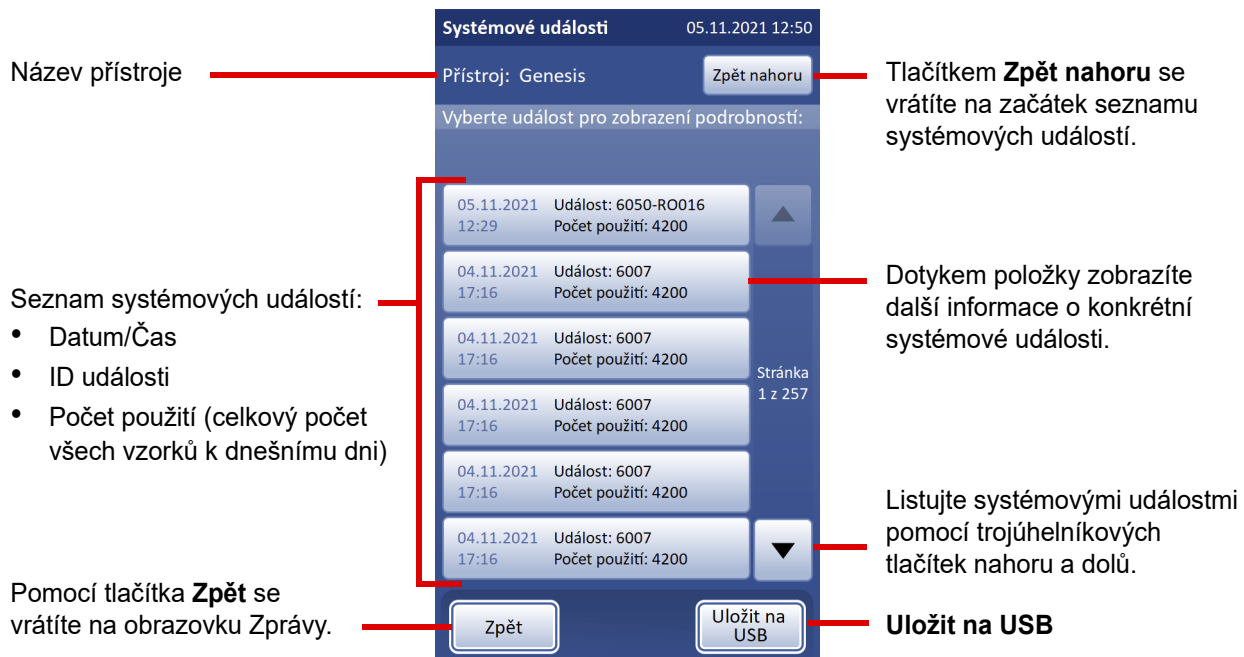 Systémové události 05.11.2021 12:50
Název přístroje
Přístroj: Genesis
Zpět nahoru
Tlačítkem Zpět nahoru se
vrátíte na začátek seznamu
systémových událostí.
Vyberte událost pro zobrazení podrobností:
05.11.2021 Událost: 6050-RO016
12:29 Počet použití: 4200
04.11.2021 Událost: 6007
17:16 Počet použití: 4200
04.11.2021 Událost: 6007
17:16 Počet použití: 4200
04.11.2021 Událost: 6007
17:16 Počet použití: 4200
04.11.2021 Událost: 6007
17:16 Počet použití: 4200
04.11.2021 Událost: 6007
17:16 Počet použití: 4200
Stránka
1 z 257
Seznam systémových událostí:
• Datum/Čas
• ID události
• Počet použití (celkový počet
všech vzorků k dnešnímu dni)
Dotykem položky zobrazíte
další informace o konkrétní
systémové události.
Listujte systémovými událostmi
pomocí trojúhelníkových
tlačítek nahoru a dolů.
Pomocí tlačítka Zpět se
vrátíte na obrazovku Zprávy.
Zpět
Uložit na
USB
Uložit na USB